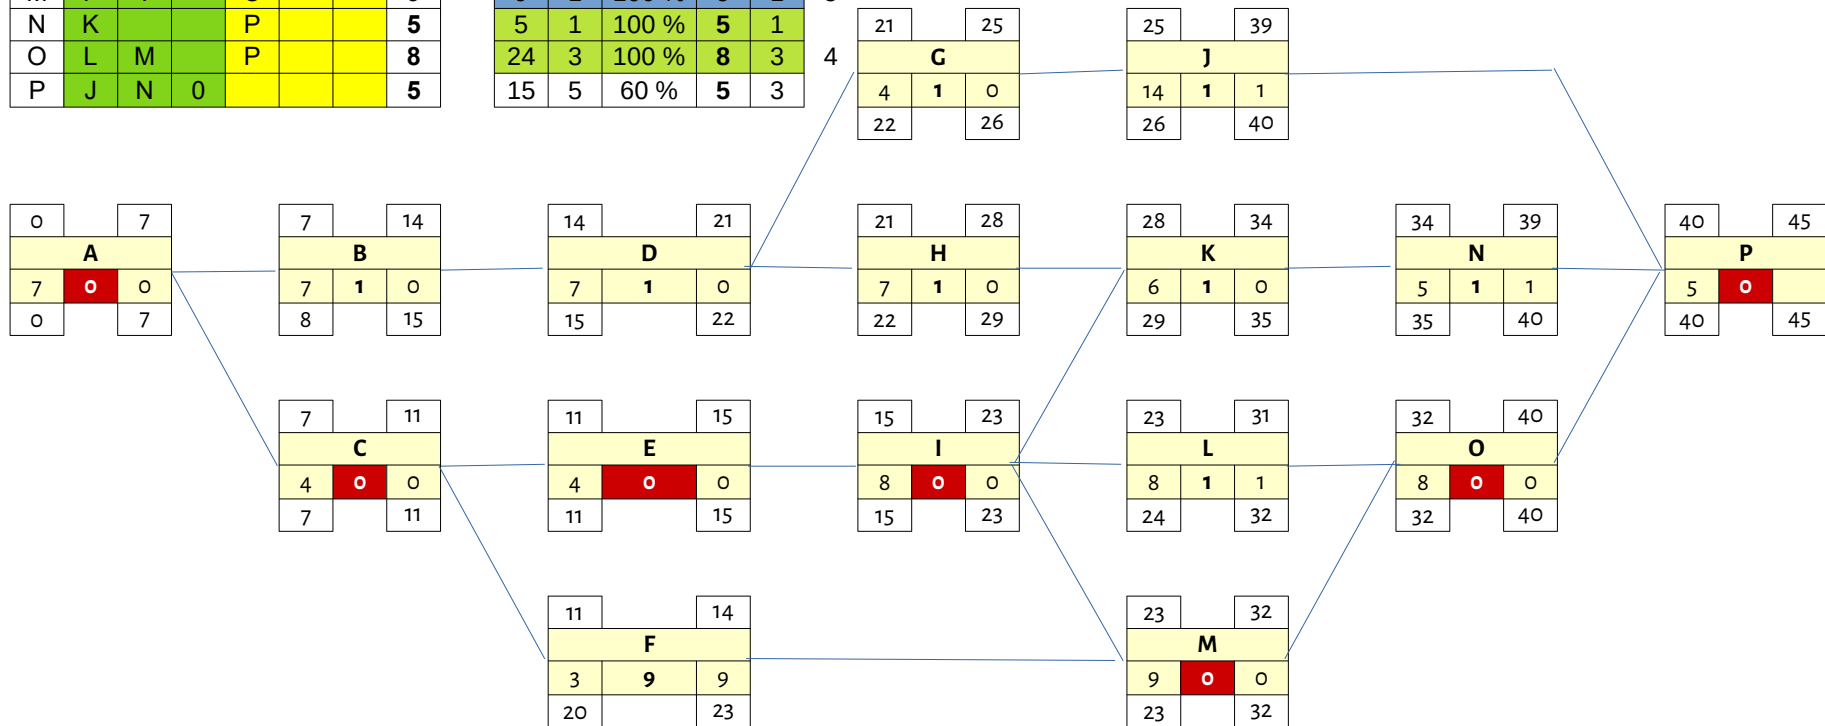 N K P 5 5 1 100 % 5 1
O L M P 8 24 3 100 % 8 3 4
P J N 0 5 15 5 60 % 5 3
21 25 25 39
G J
4 1 0 14 1 1
22 26 26 40
0 7 7 14 14 21 21 28 28 34 34 39 40 45
A B D H K N P
7 0 0 7 1 0 7 1 0 7 1 0 6 1 0 5 1 1 5 0
0 7 8 15 15 22 22 29 29 35 35 40 40 45
7 11 11 15 15 23 23 31 32 40
C E I L O
4 0 0 4 0 0 8 0 0 8 1 1 8 0 0
7 11 11 15 15 23 24 32 32 40
11 14 23 32
F M
3 9 9 9 0 0
20 23 23 32